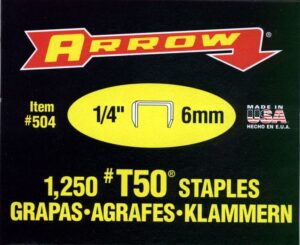 ARROW®
Item
#504
1/4" 6mm
MADE IN
USA
HECHO EN E.U.A.
1,250 #T50® STAPLES
GRAPAS•AGRAFES•KLAMMERN